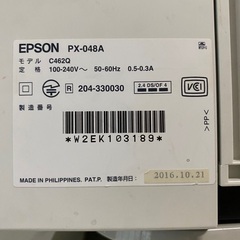 EPSON PX-048A
モデル C462Q
定格 100-240V～ 50-60Hz 0.5-0.3A
R 204-330030 2.4 DS/OF 4 VCI
製造番号
*W2EK103189*
>PP<
MADE IN PHILIPPINES. PAT.P. 製造年月日: 2016.10.21